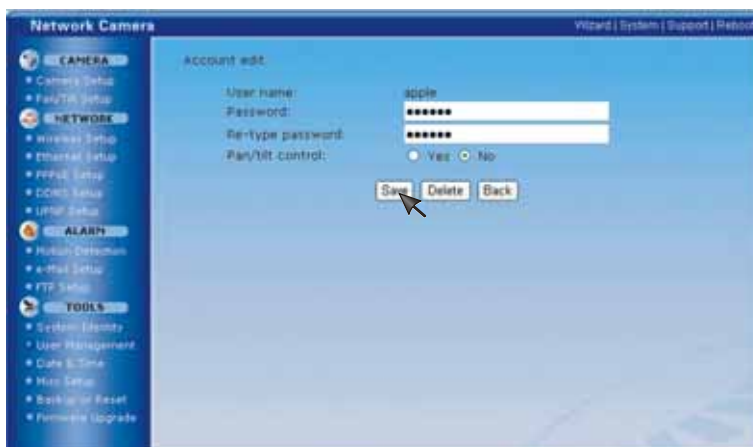 Network Camera
Wizard | System | Support | Reboot
CAMERA
Camera Setup
Pan/Tilt Setup
NETWORK
Wireless Setup
Ethernet Setup
PPPoE Setup
DDNS Setup
UPNP Setup
ALARM
Motion Detection
e-Mail Setup
FTP Setup
TOOLS
System Identity
User Management
Date & Time
Misc Setup
Backup or Reset
Firmware Upgrade
Account edit
User name: apple
Password: ••••••
Re-type password: ••••••
Pan/tilt control: Yes No
Save Delete Back